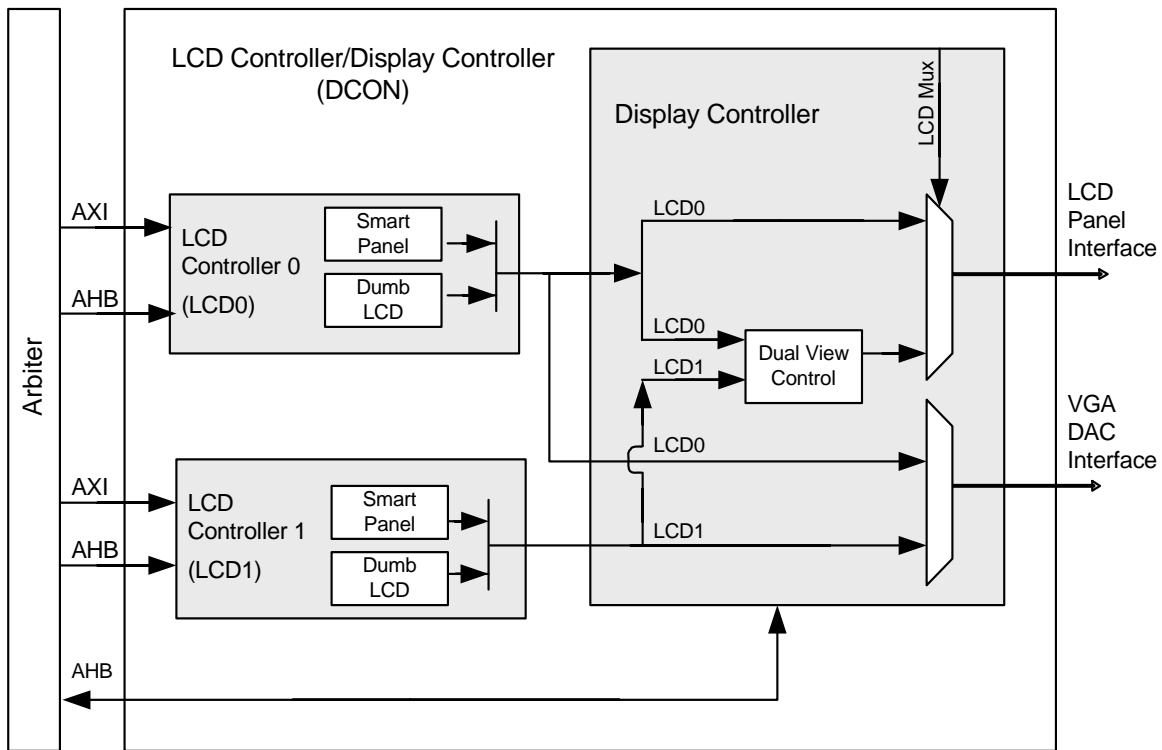 LCD Controller/Display Controller
(DCON)
Display Controller
LCD Mux
LCD
Panel
Interface
AXI
AHB
LCD
Controller 0
(LCD0)
Smart
Panel
Dumb
LCD
LCD0
LCD0
LCD1
Dual View
Control
Arbiter
VGA
DAC
Interface
LCD0
AXI
AHB
LCD
Controller 1
(LCD1)
Smart
Panel
Dumb
LCD
LCD1
AHB